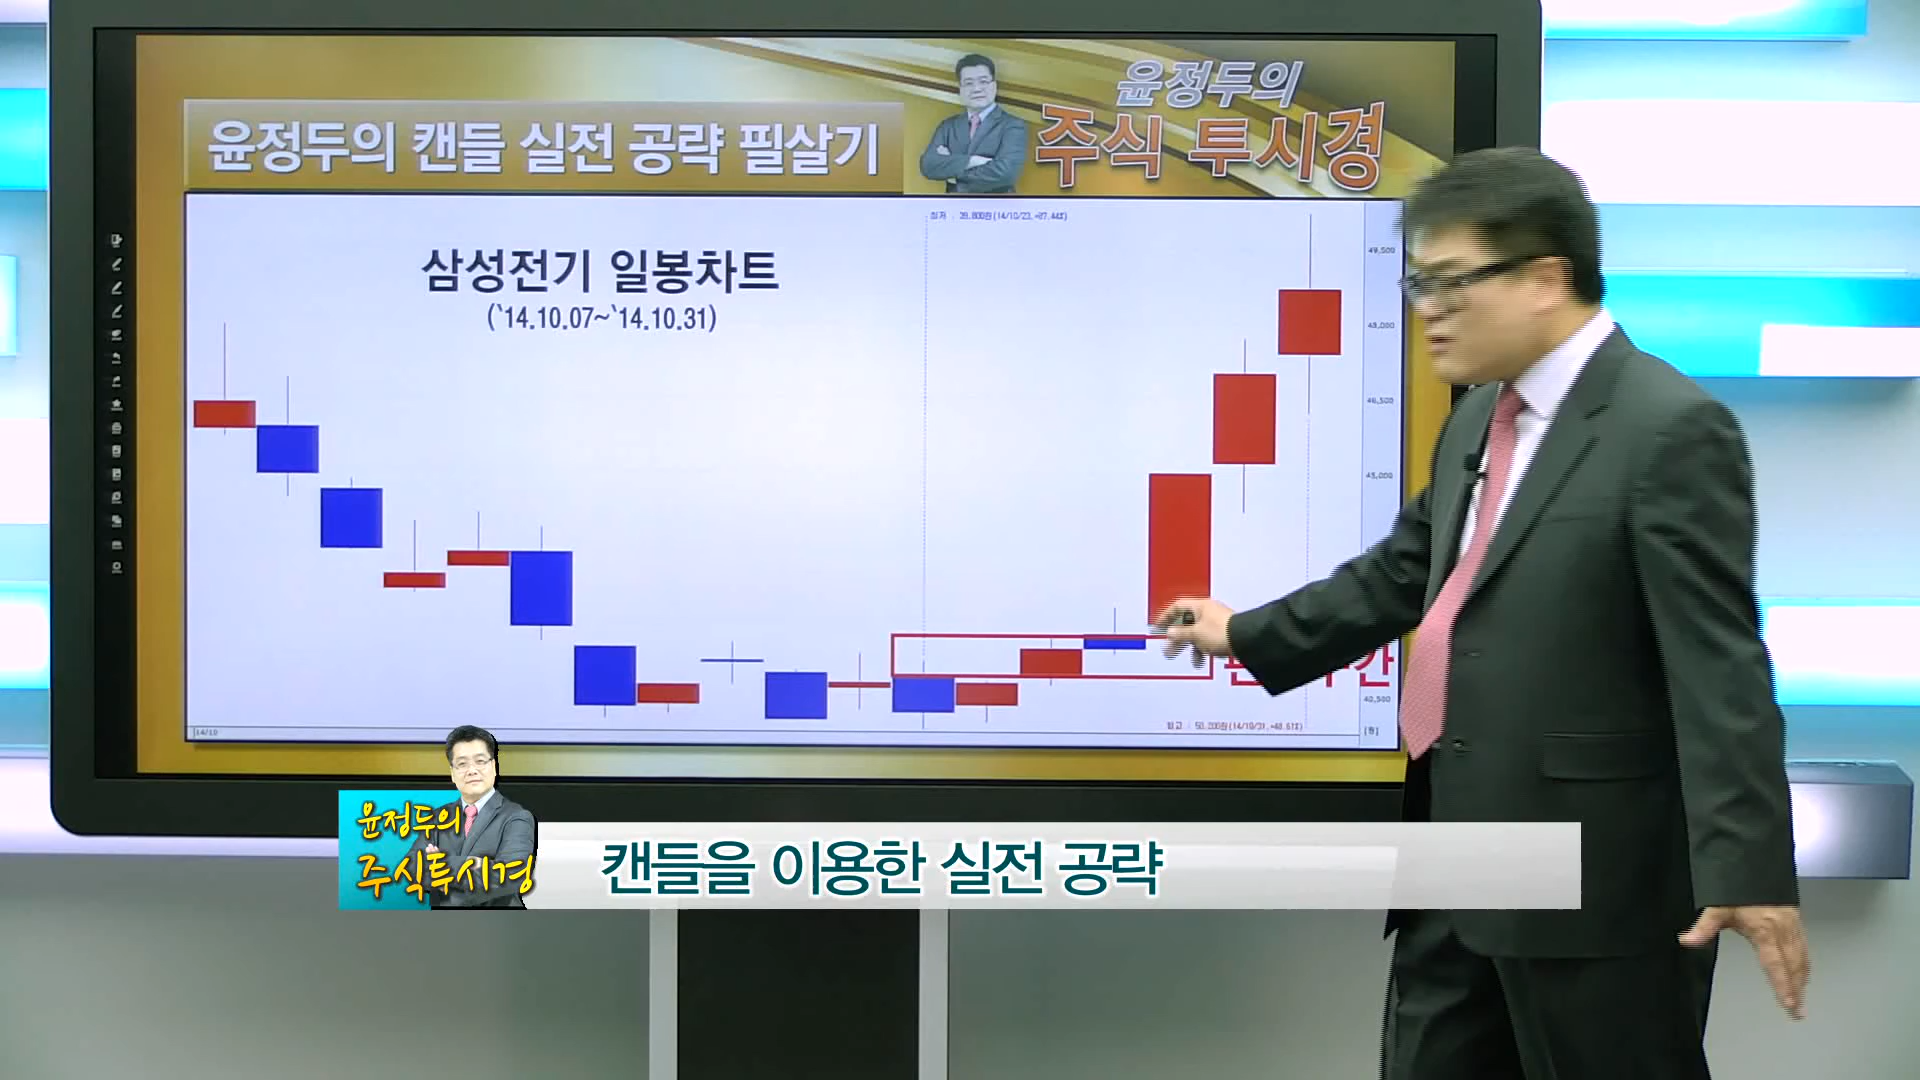 윤정두의 캔들 실전 공략 필살기
윤정두의
주식 투시경
삼성전기 일봉차트
(`14.10.07~`14.10.31)
49,500
48,000
46,500
45,000
40,500
14/10
윤정두의
주식투시경
캔들을 이용한 실전 공략